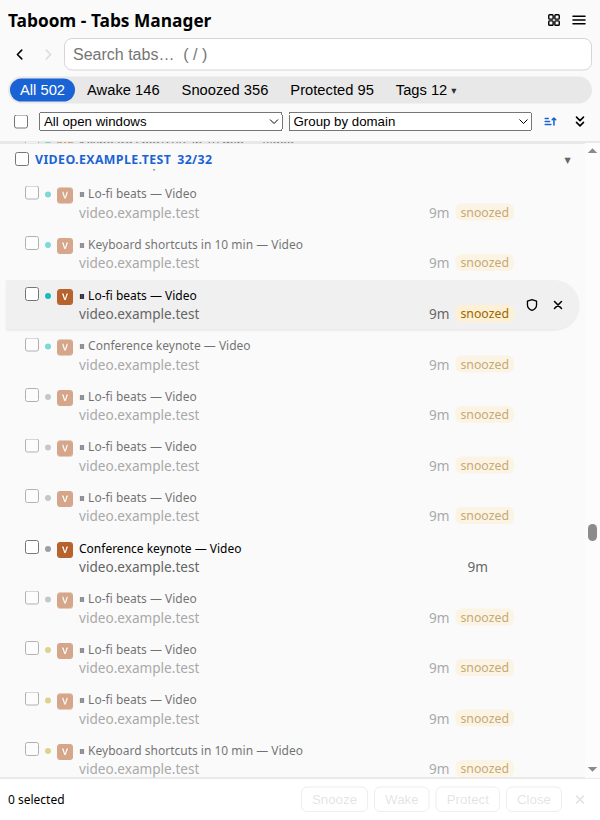 Taboom - Tabs Manager
Search tabs… ( / )
All 502 Awake 146 Snoozed 356 Protected 95 Tags 12 ▾
All open windows Group by domain
VIDEO.EXAMPLE.TEST 32/32
V Lo-fi beats — Video
video.example.test 9m snoozed
V Keyboard shortcuts in 10 min — Video
video.example.test 9m snoozed
V Lo-fi beats — Video
video.example.test 9m snoozed
V Conference keynote — Video
video.example.test 9m snoozed
V Lo-fi beats — Video
video.example.test 9m snoozed
V Lo-fi beats — Video
video.example.test 9m snoozed
V Lo-fi beats — Video
video.example.test 9m snoozed
V Conference keynote — Video
video.example.test 9m
V Lo-fi beats — Video
video.example.test 9m snoozed
V Lo-fi beats — Video
video.example.test 9m snoozed
V Lo-fi beats — Video
video.example.test 9m snoozed
V Keyboard shortcuts in 10 min — Video
video.example.test 9m snoozed
0 selected Snooze Wake Protect Close